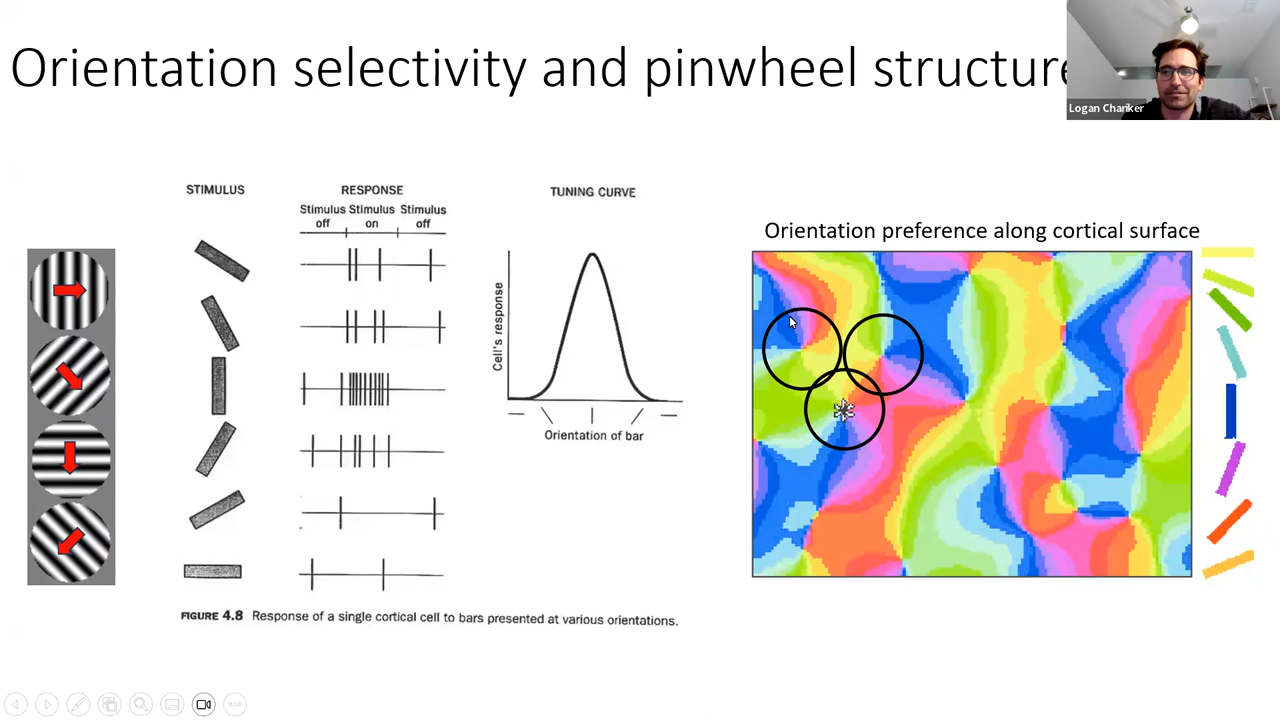 Orientation selectivity and pinwheel structure
Logan Chariker
STIMULUS
RESPONSE
TUNING CURVE
Stimulus off
Stimulus on
Stimulus off
Cell's response
Orientation of bar
Orientation preference along cortical surface
FIGURE 4.8 Response of a single cortical cell to bars presented at various orientations.